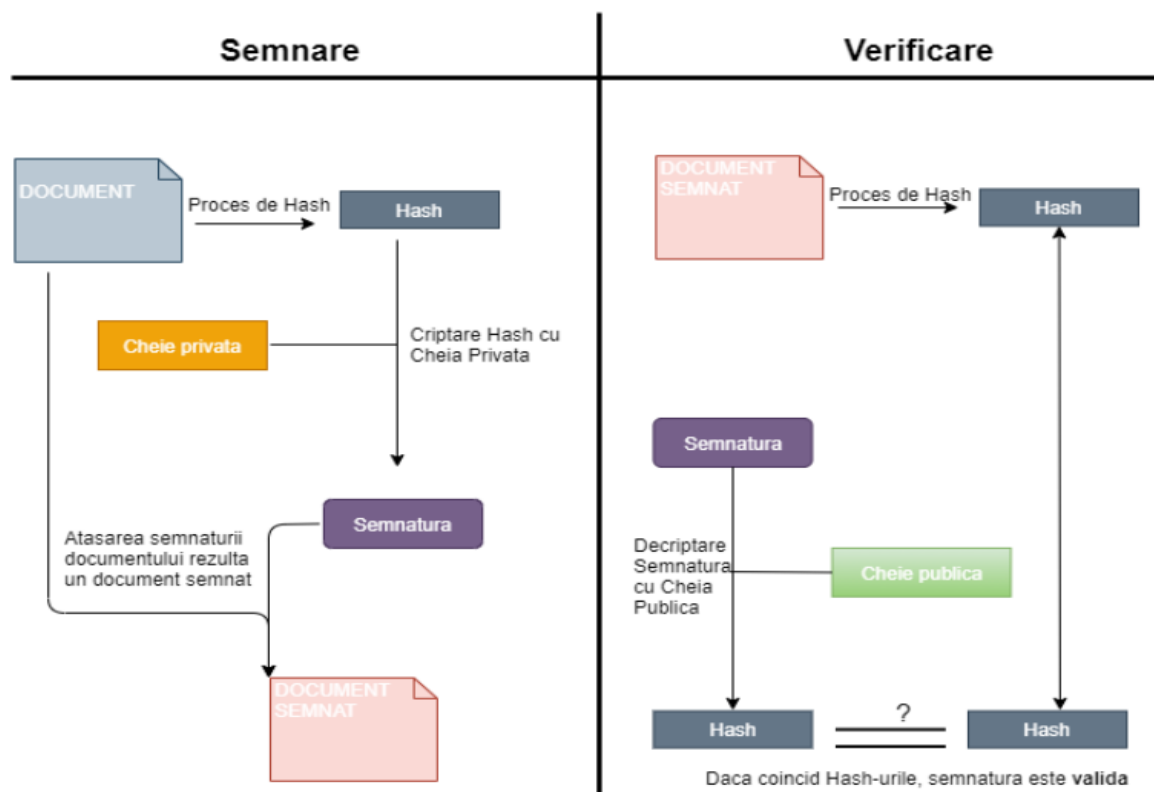 Semnare
DOCUMENT
Proces de Hash
Hash
Cheie privata
Criptare Hash cu
Cheia Privata
Semnatura
Atasarea semnaturii
documentului rezulta
un document semnat
DOCUMENT
SEMNAT
Verificare
DOCUMENT
SEMNAT
Proces de Hash
Hash
Semnatura
Decriptare
Semnatura
cu Cheia
Publica
Cheie publica
Hash
?
Hash
Daca coincid Hash-urile, semnatura este valida